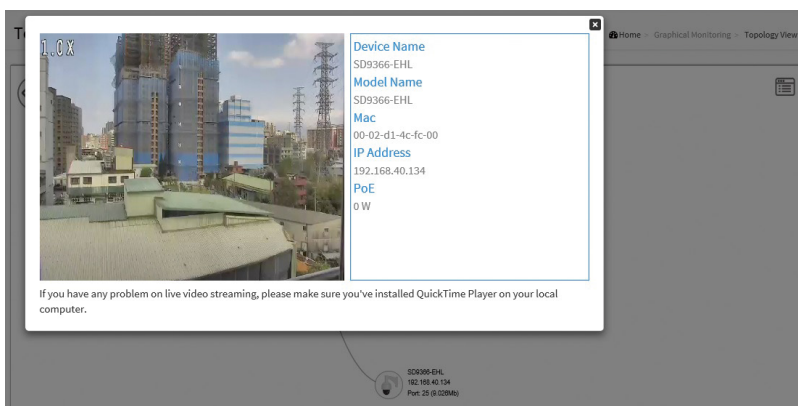 Home > Graphical Monitoring > Topology View
1.0X
Device Name
SD9366-EHL
Model Name
SD9366-EHL
Mac
00-02-d1-4c-fc-00
IP Address
192.168.40.134
PoE
0 W
If you have any problem on live video streaming, please make sure you've installed QuickTime Player on your local
computer.
SD9366-EHL
192.168.40.134
Port: 25 (9.026Mb)